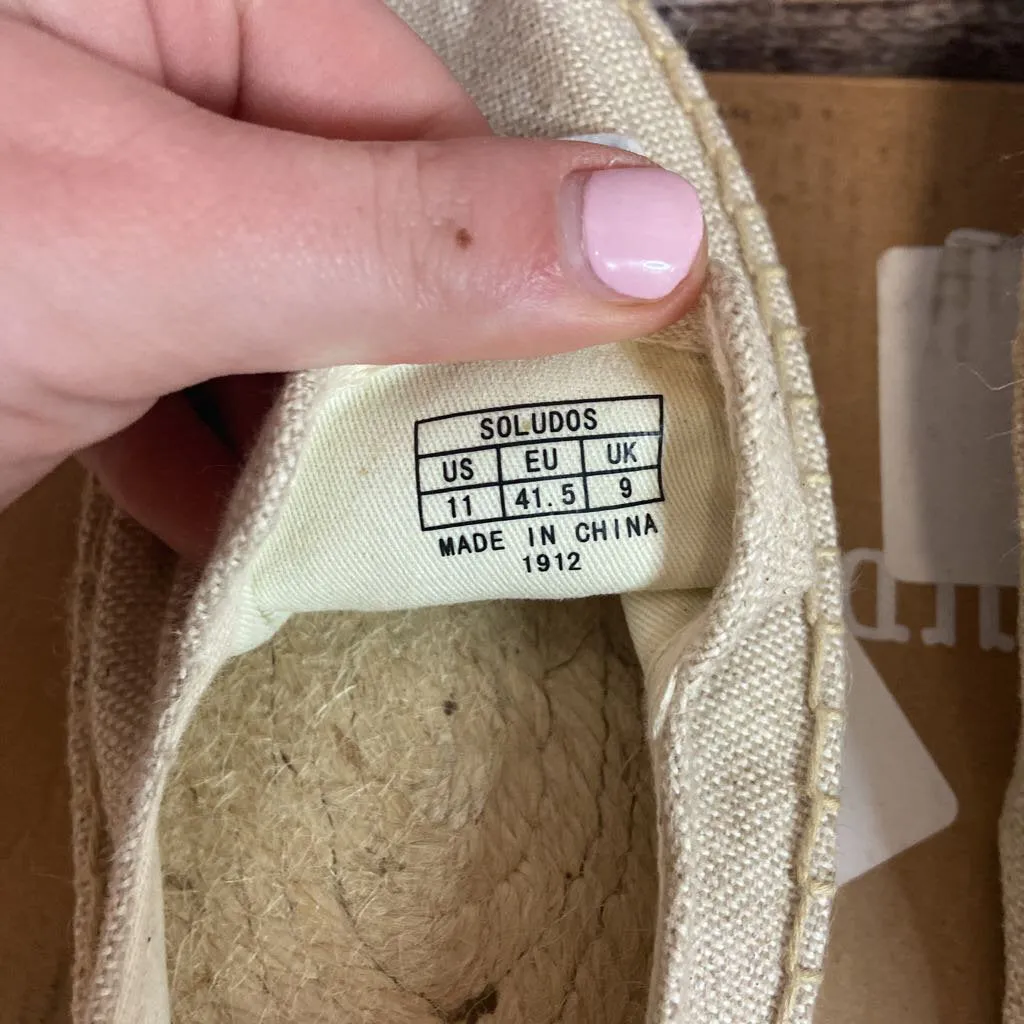 SOLUDOS
US EU UK
11 41.5 9
MADE IN CHINA
1912